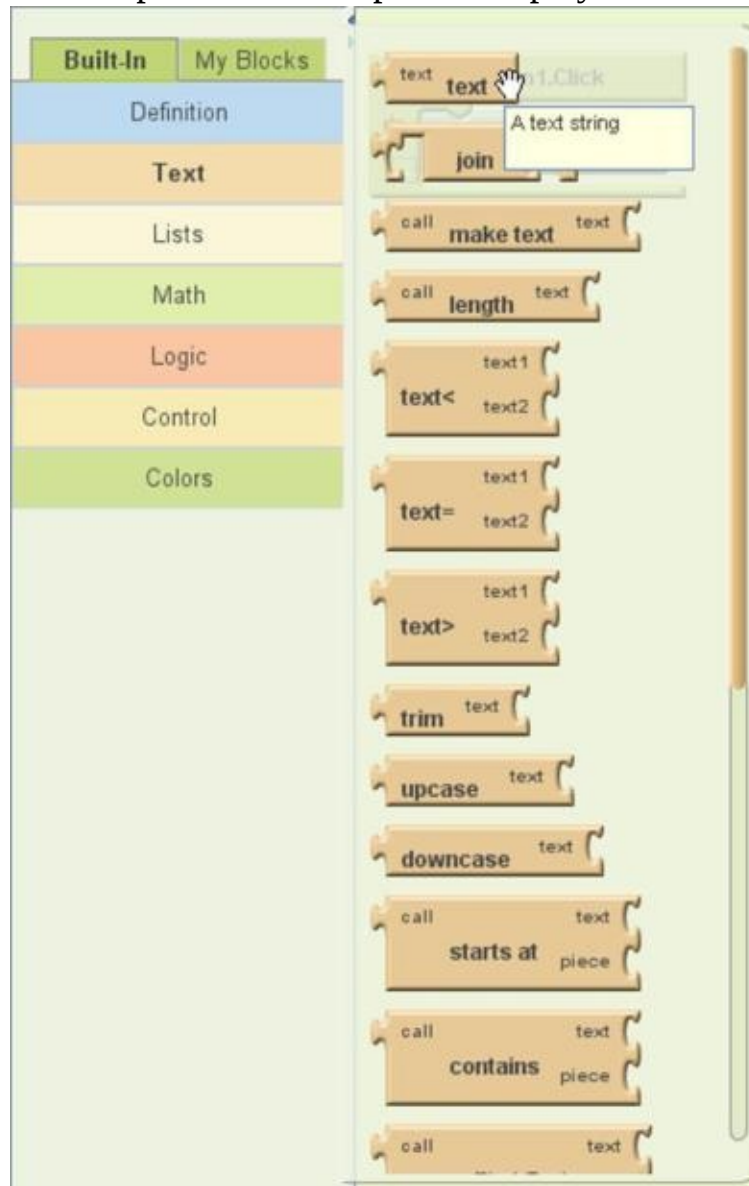 Built-In My Blocks
Definition
Text
Lists
Math
Logic
Control
Colors
text text
1.Click
A text string
join
call make text text
call length text
text< text1
text2
text= text1
text2
text> text1
text2
trim text
upcase text
downcase text
call starts at text
piece
call contains text
piece
call text